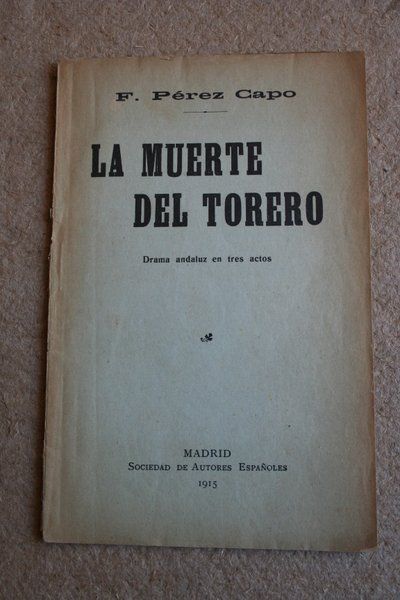 F. Pérez Capo
LA MUERTE
DEL TORERO
Drama andaluz en tres actos
MADRID
Sociedad de Autores Españoles
1915